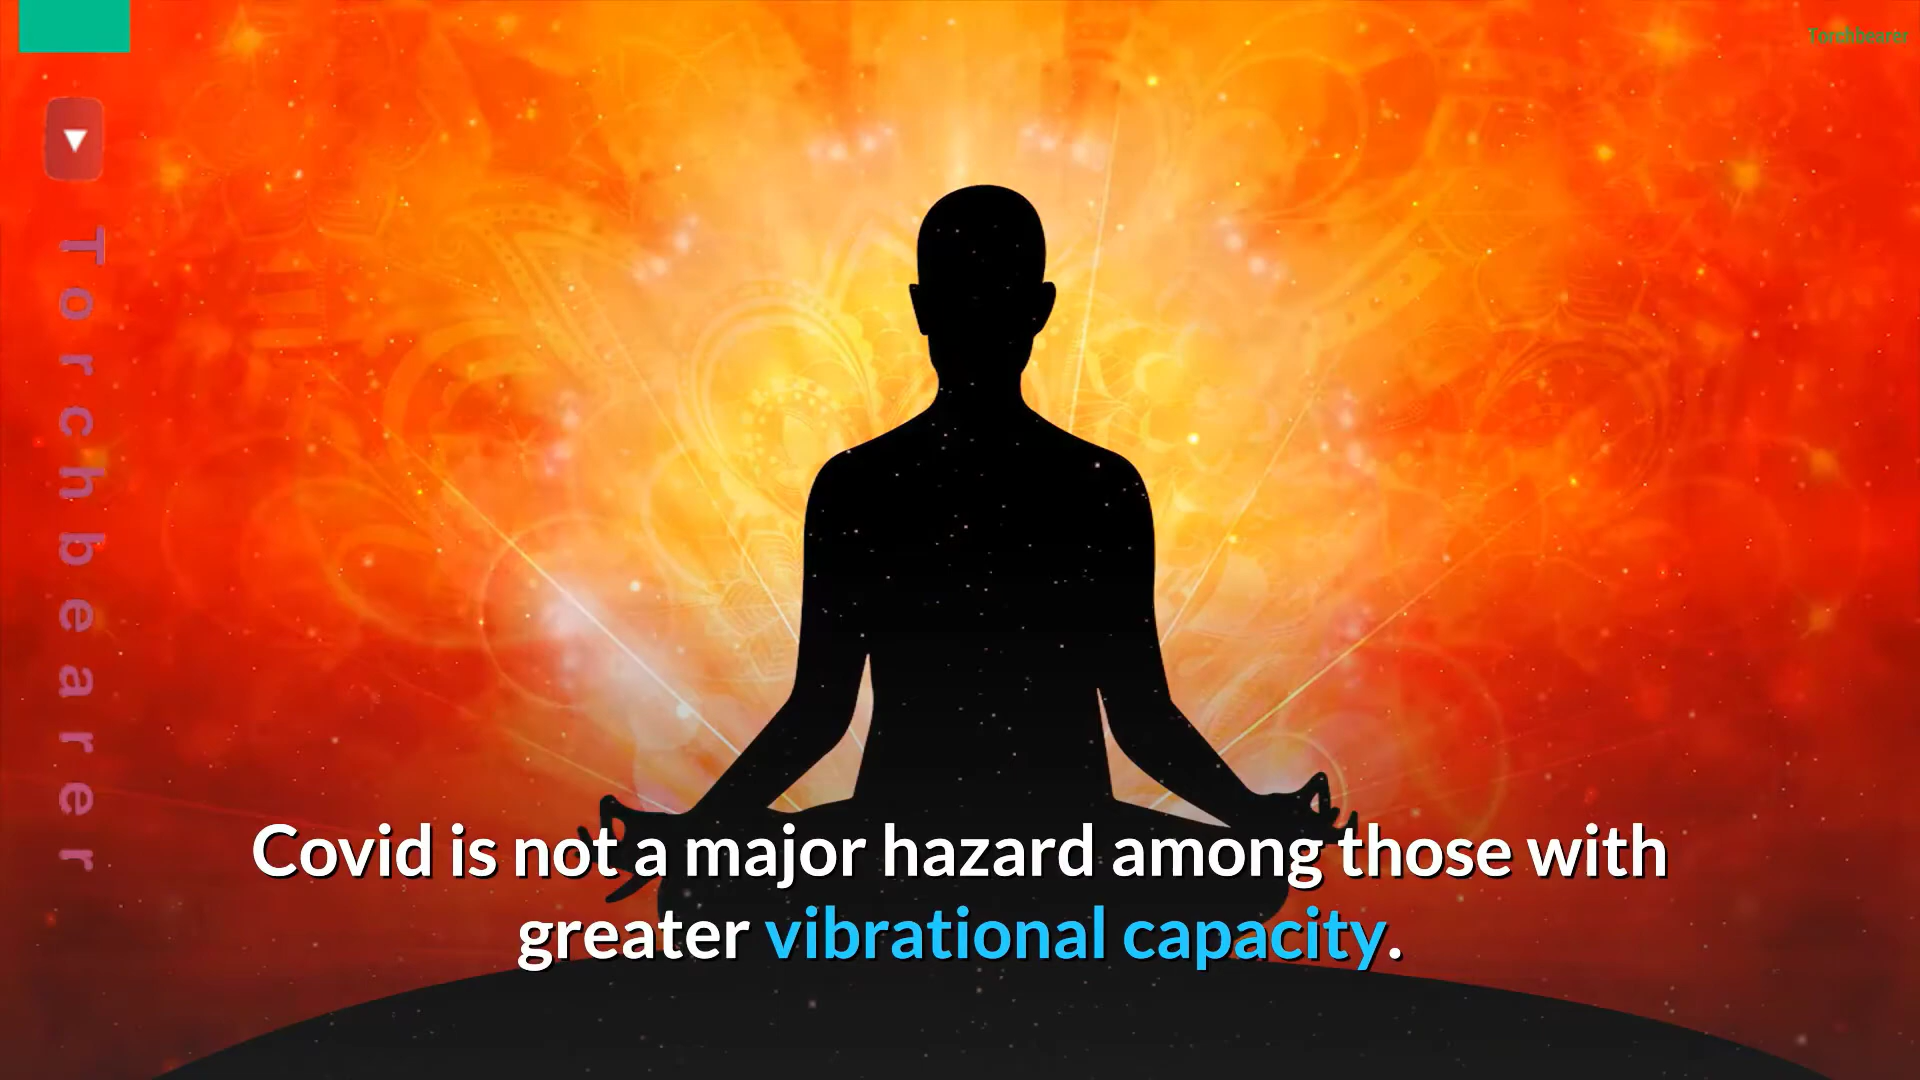 Torchbearer
Torchbearer
Covid is not a major hazard among those with
greater vibrational capacity.